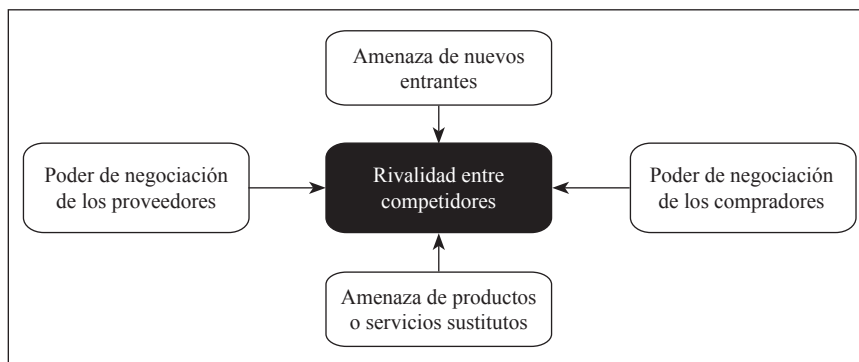 Amenaza de nuevos
entrantes
Poder de negociación
de los proveedores
Rivalidad entre
competidores
Poder de negociación
de los compradores
Amenaza de productos
o servicios sustitutos